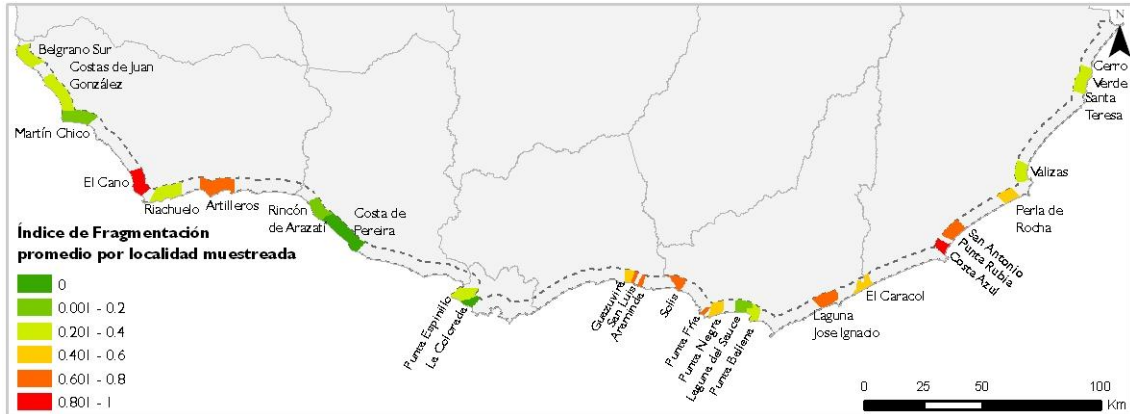 N
Belgrano Sur
Costas de Juan
González
Martín Chico
El Cano
Riachuelo
Artilleros
Rincón
de Arazatí
Costa de
Pereira
Punta Espinillo
La Colorada
Guazuvirá
San Luis
Araminda
Solís
Punta Fría
Punta Negra
Laguna del Sauce
Punta Ballena
Laguna
Jose Ignacio
El Caracol
San Antonio
Punta Rubia
Costa Azul
Perla de
Rocha
Valizas
Cerro
Verde
Santa
Teresa
Índice de Fragmentación
promedio por localidad muestreada
0
0.001 - 0.2
0.201 - 0.4
0.401 - 0.6
0.601 - 0.8
0.801 - 1
0 25 50 100
Km